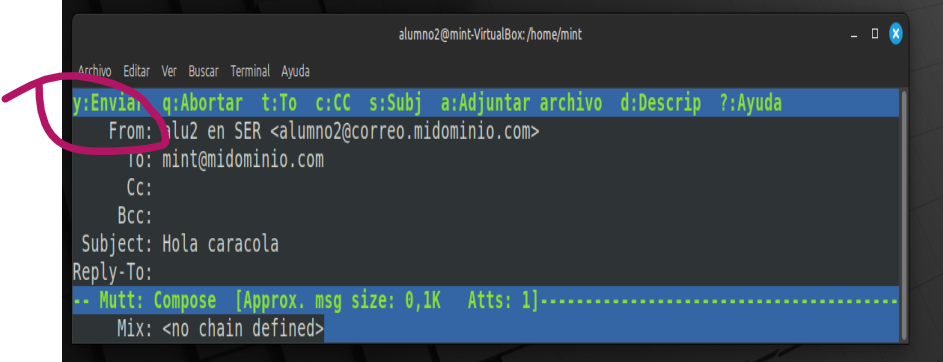 alumno2@mint-VirtualBox: /home/mint
Archivo Editar Ver Buscar Terminal Ayuda
y:Enviar q:Abortar t:To c:CC s:Subj a:Adjuntar archivo d:Descrip ?:Ayuda
From: alu2 en SER <alumno2@correo.midominio.com>
To: mint@midominio.com
Cc:
Bcc:
Subject: Hola caracola
Reply-To:
-- Mutt: Compose [Approx. msg size: 0,1K Atts: 1]---------------------------------------
Mix: <no chain defined>